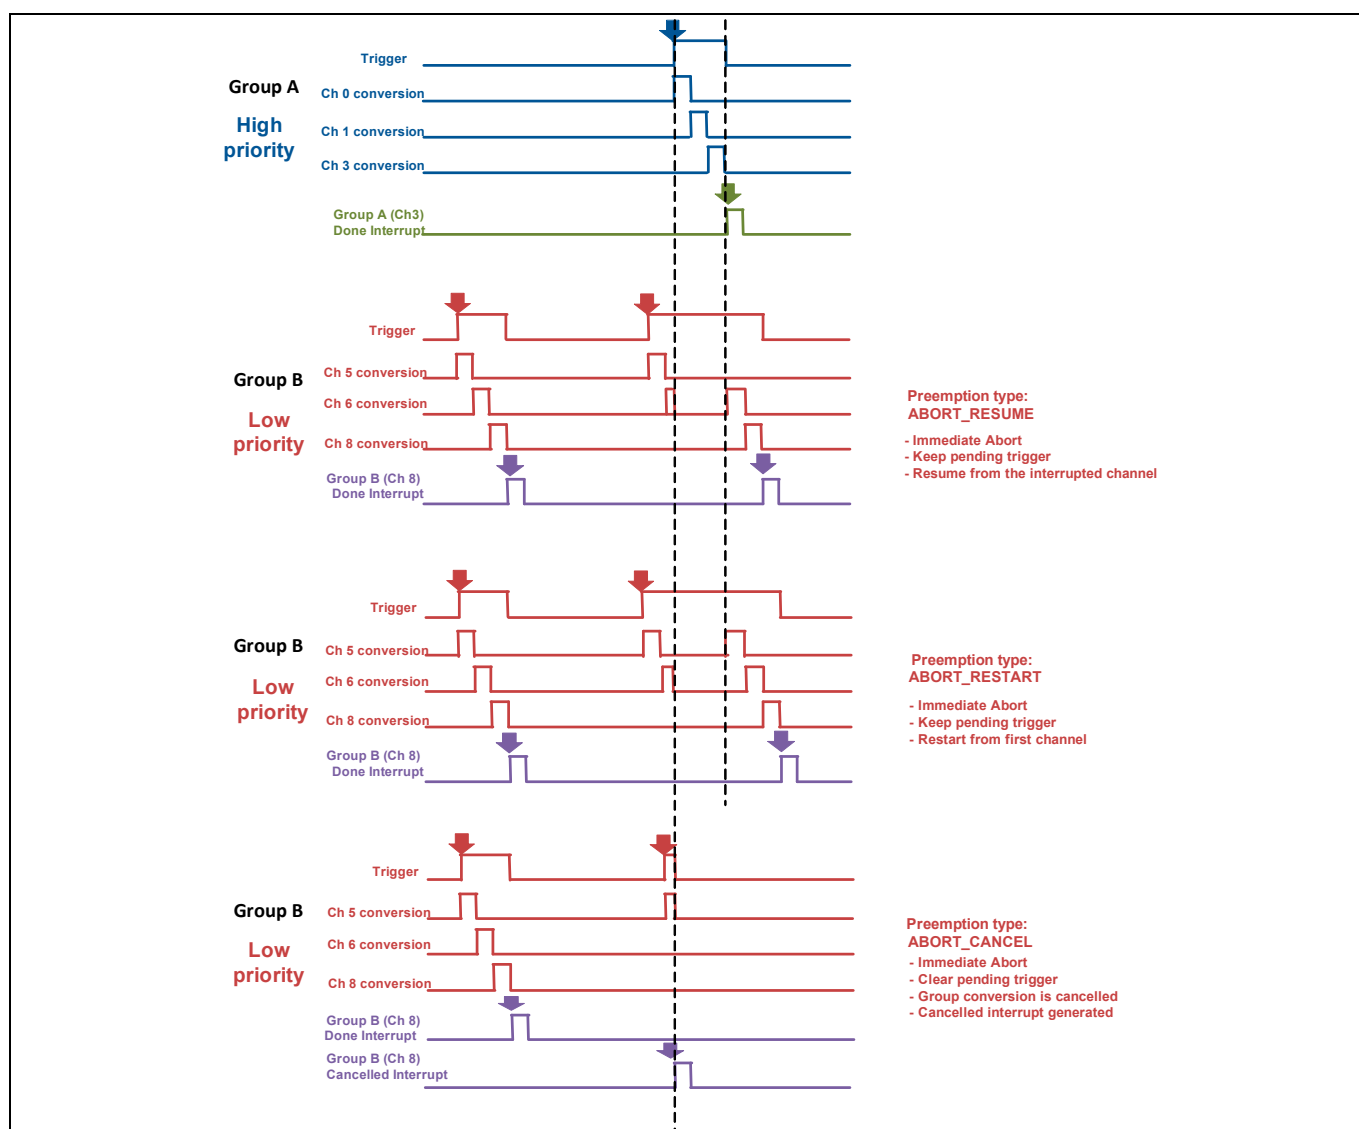 Trigger
Group A
Ch 0 conversion
High
priority
Ch 1 conversion
Ch 3 conversion
Group A (Ch3)
Done Interrupt
Trigger
Group B
Ch 5 conversion
Low
priority
Ch 6 conversion
Ch 8 conversion
Group B (Ch 8)
Done Interrupt
Preemption type:
ABORT_RESUME
- Immediate Abort
- Keep pending trigger
- Resume from the interrupted channel
Trigger
Group B
Ch 5 conversion
Low
priority
Ch 6 conversion
Ch 8 conversion
Group B (Ch 8)
Done Interrupt
Preemption type:
ABORT_RESTART
- Immediate Abort
- Keep pending trigger
- Restart from first channel
Trigger
Group B
Ch 5 conversion
Low
priority
Ch 6 conversion
Ch 8 conversion
Group B (Ch 8)
Done Interrupt
Group B (Ch 8)
Cancelled Interrupt
Preemption type:
ABORT_CANCEL
- Immediate Abort
- Clear pending trigger
- Group conversion is cancelled
- Cancelled interrupt generated